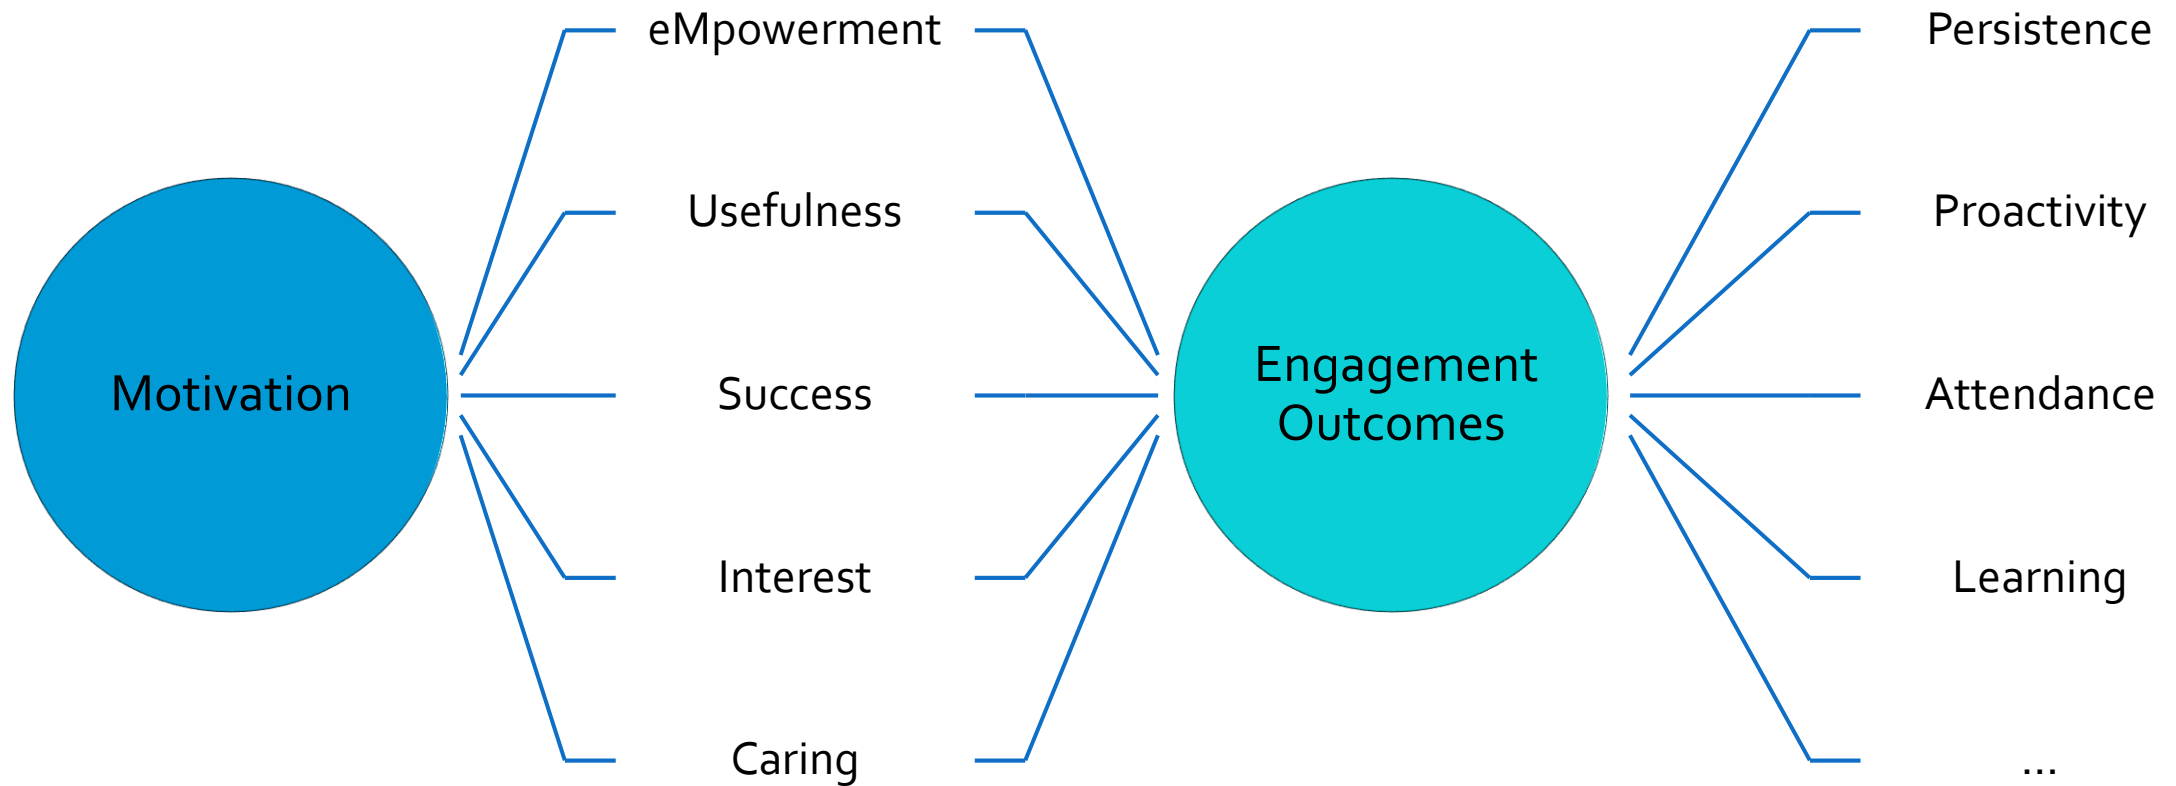 Motivation
eMpowerment
Usefulness
Success
Interest
Caring
Engagement
Outcomes
Persistence
Proactivity
Attendance
Learning
...